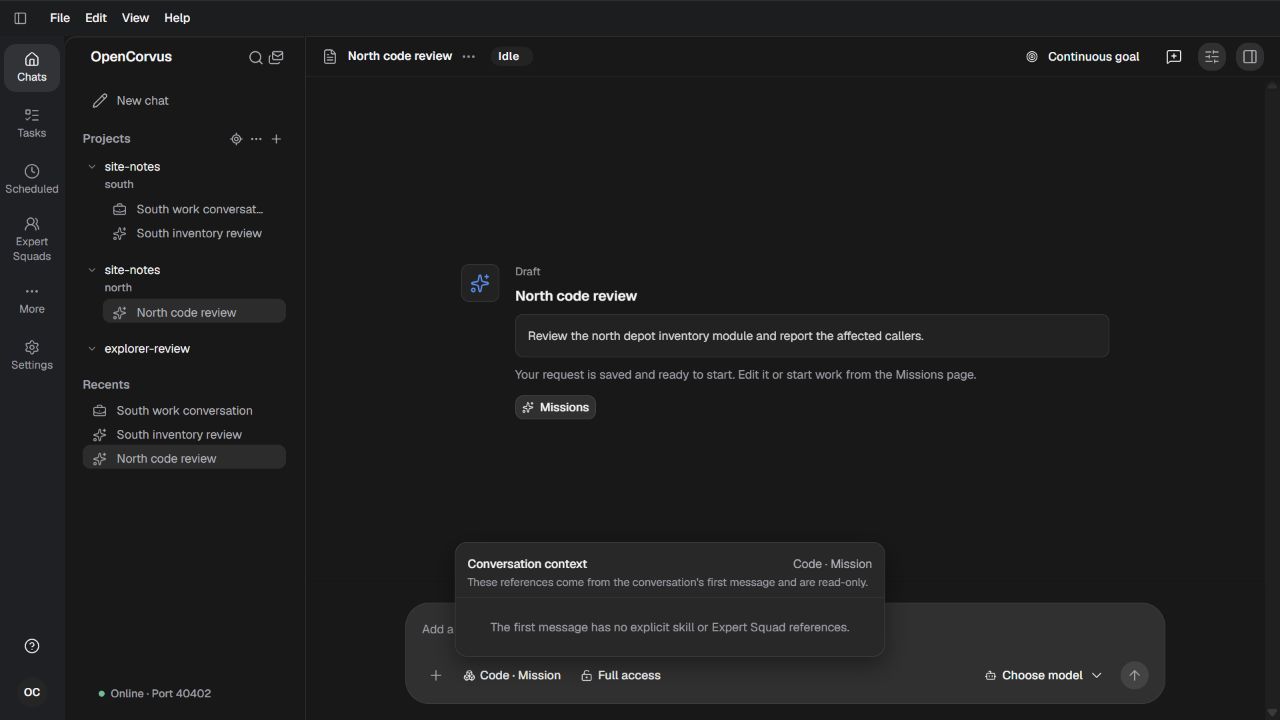 File Edit View Help
OpenCorvus
North code review ... Idle
Continuous goal
Chats
Tasks
Scheduled
Expert
Squads
More
Settings
New chat
Projects
site-notes
south
South work conversat...
South inventory review
site-notes
north
North code review
explorer-review
Recents
South work conversation
South inventory review
North code review
Draft
North code review
Review the north depot inventory module and report the affected callers.
Your request is saved and ready to start. Edit it or start work from the Missions page.
Missions
Conversation context
Code · Mission
These references come from the conversation's first message and are read-only.
The first message has no explicit skill or Expert Squad references.
Add a
Code · Mission
Full access
Choose model
OC
Online · Port 40402